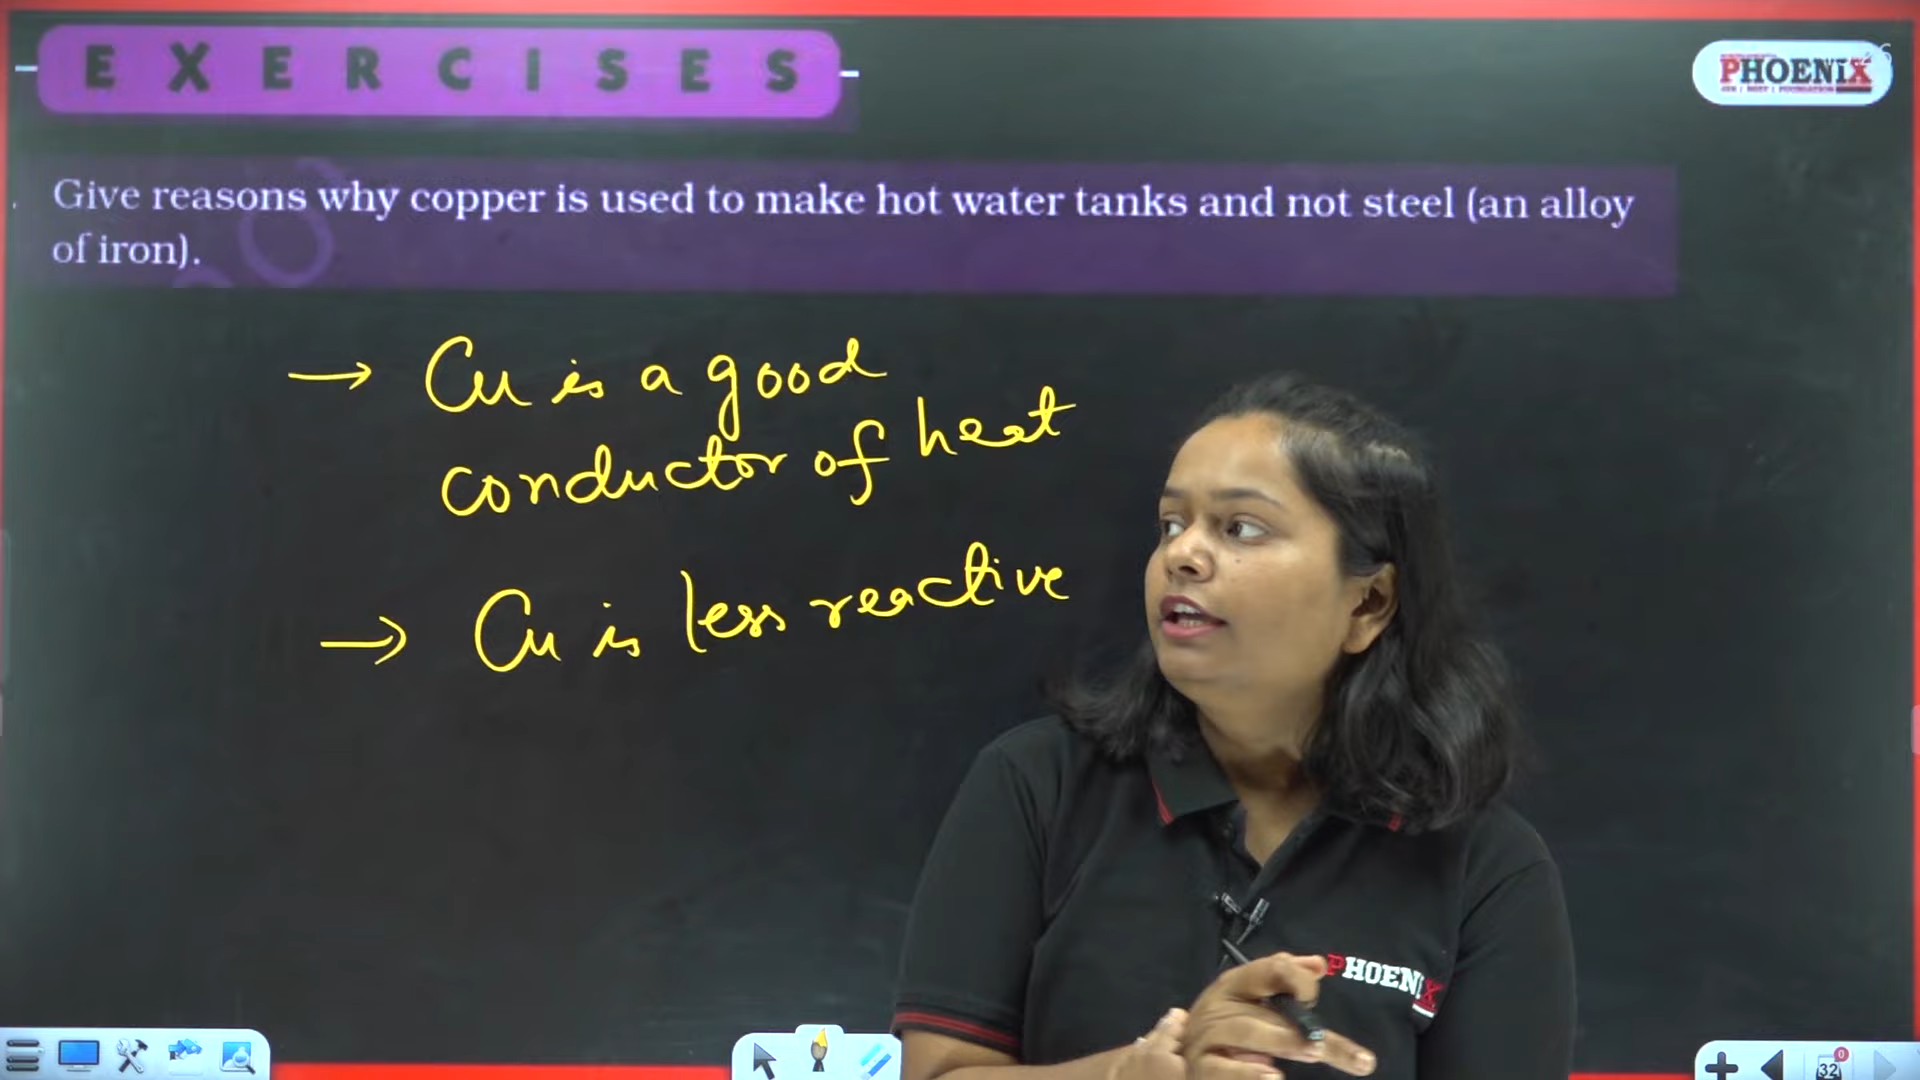 EXERCISES
PHOENIX
Give reasons why copper is used to make hot water tanks and not steel (an alloy
of iron).
→ Cu is a good
conductor of heat
→ Cu is less reactive
PHOENIX
32
0